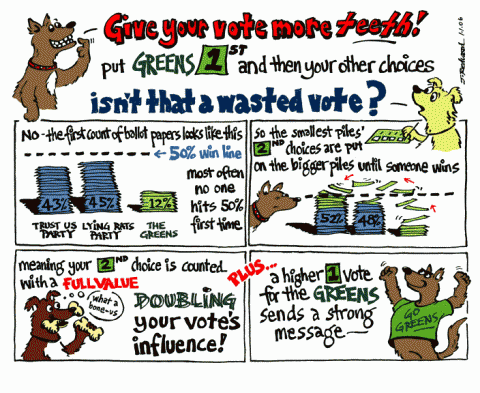 Give your vote more teeth!
put GREENS 1ST and then your other choices
isn't that a wasted vote?
No - the first count of ballot papers looks like this
50% win line
43%
45%
12%
most often
no one
hits 50%
first time.
TRUST US PARTY
LYING RATS PARTY
THE GREENS
so the smallest piles'
2ND choices are put
on the bigger piles until someone wins
52%
48%
meaning your 2ND choice is counted
with a FULL VALUE
what a bone-us
DOUBLING
your vote's
influence!
PLUS...
a higher 1 vote
for the GREENS
sends a strong
message
GO GREENS